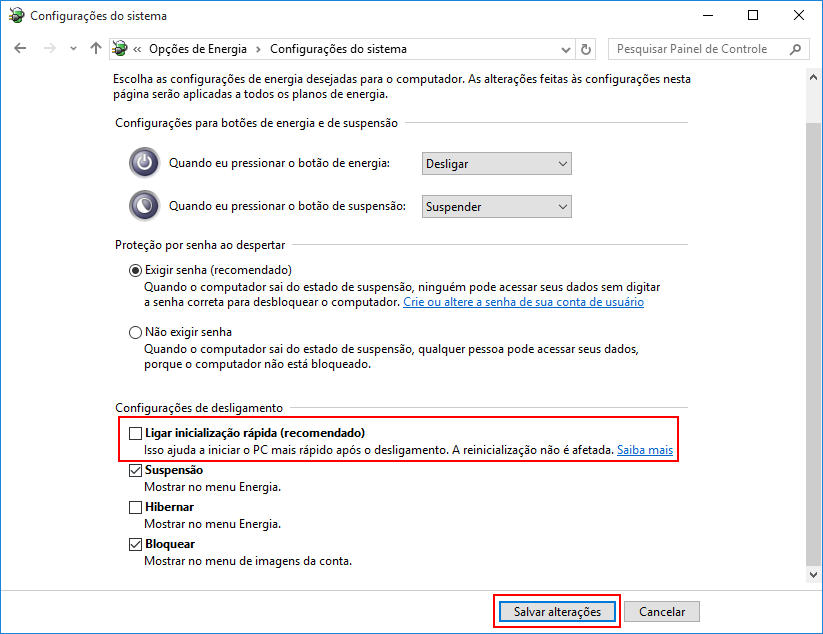 Configurações do sistema
« Opções de Energia › Configurações do sistema
Pesquisar Painel de Controle
Escolha as configurações de energia desejadas para o computador. As alterações feitas às configurações nesta
página serão aplicadas a todos os planos de energia.
Configurações para botões de energia e de suspensão
Quando eu pressionar o botão de energia: Desligar
Quando eu pressionar o botão de suspensão: Suspender
Proteção por senha ao despertar
Exigir senha (recomendado)
Quando o computador sai do estado de suspensão, ninguém pode acessar seus dados sem digitar
a senha correta para desbloquear o computador. Crie ou altere a senha de sua conta de usuário
Não exigir senha
Quando o computador sai do estado de suspensão, qualquer pessoa pode acessar seus dados,
porque o computador não está bloqueado.
Configurações de desligamento
Ligar inicialização rápida (recomendado)
Isso ajuda a iniciar o PC mais rápido após o desligamento. A reinicialização não é afetada. Saiba mais
Suspensão
Mostrar no menu Energia.
Hibernar
Mostrar no menu Energia.
Bloquear
Mostrar no menu de imagens da conta.
Salvar alterações
Cancelar